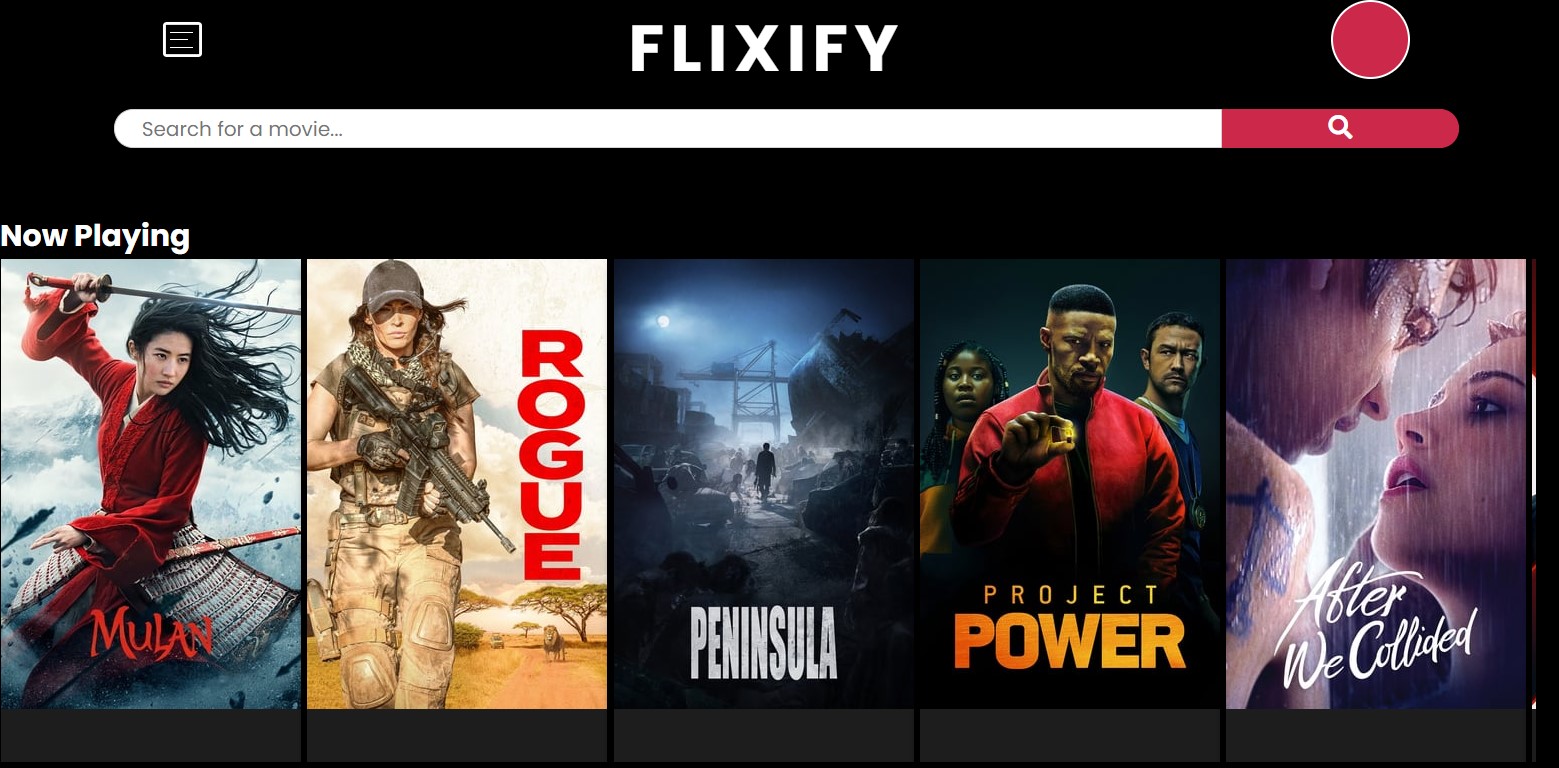 FLIXIFY
Search for a movie...
Now Playing
MULAN
ROGUE
PENINSULA
PROJECT
POWER
After
We Collided